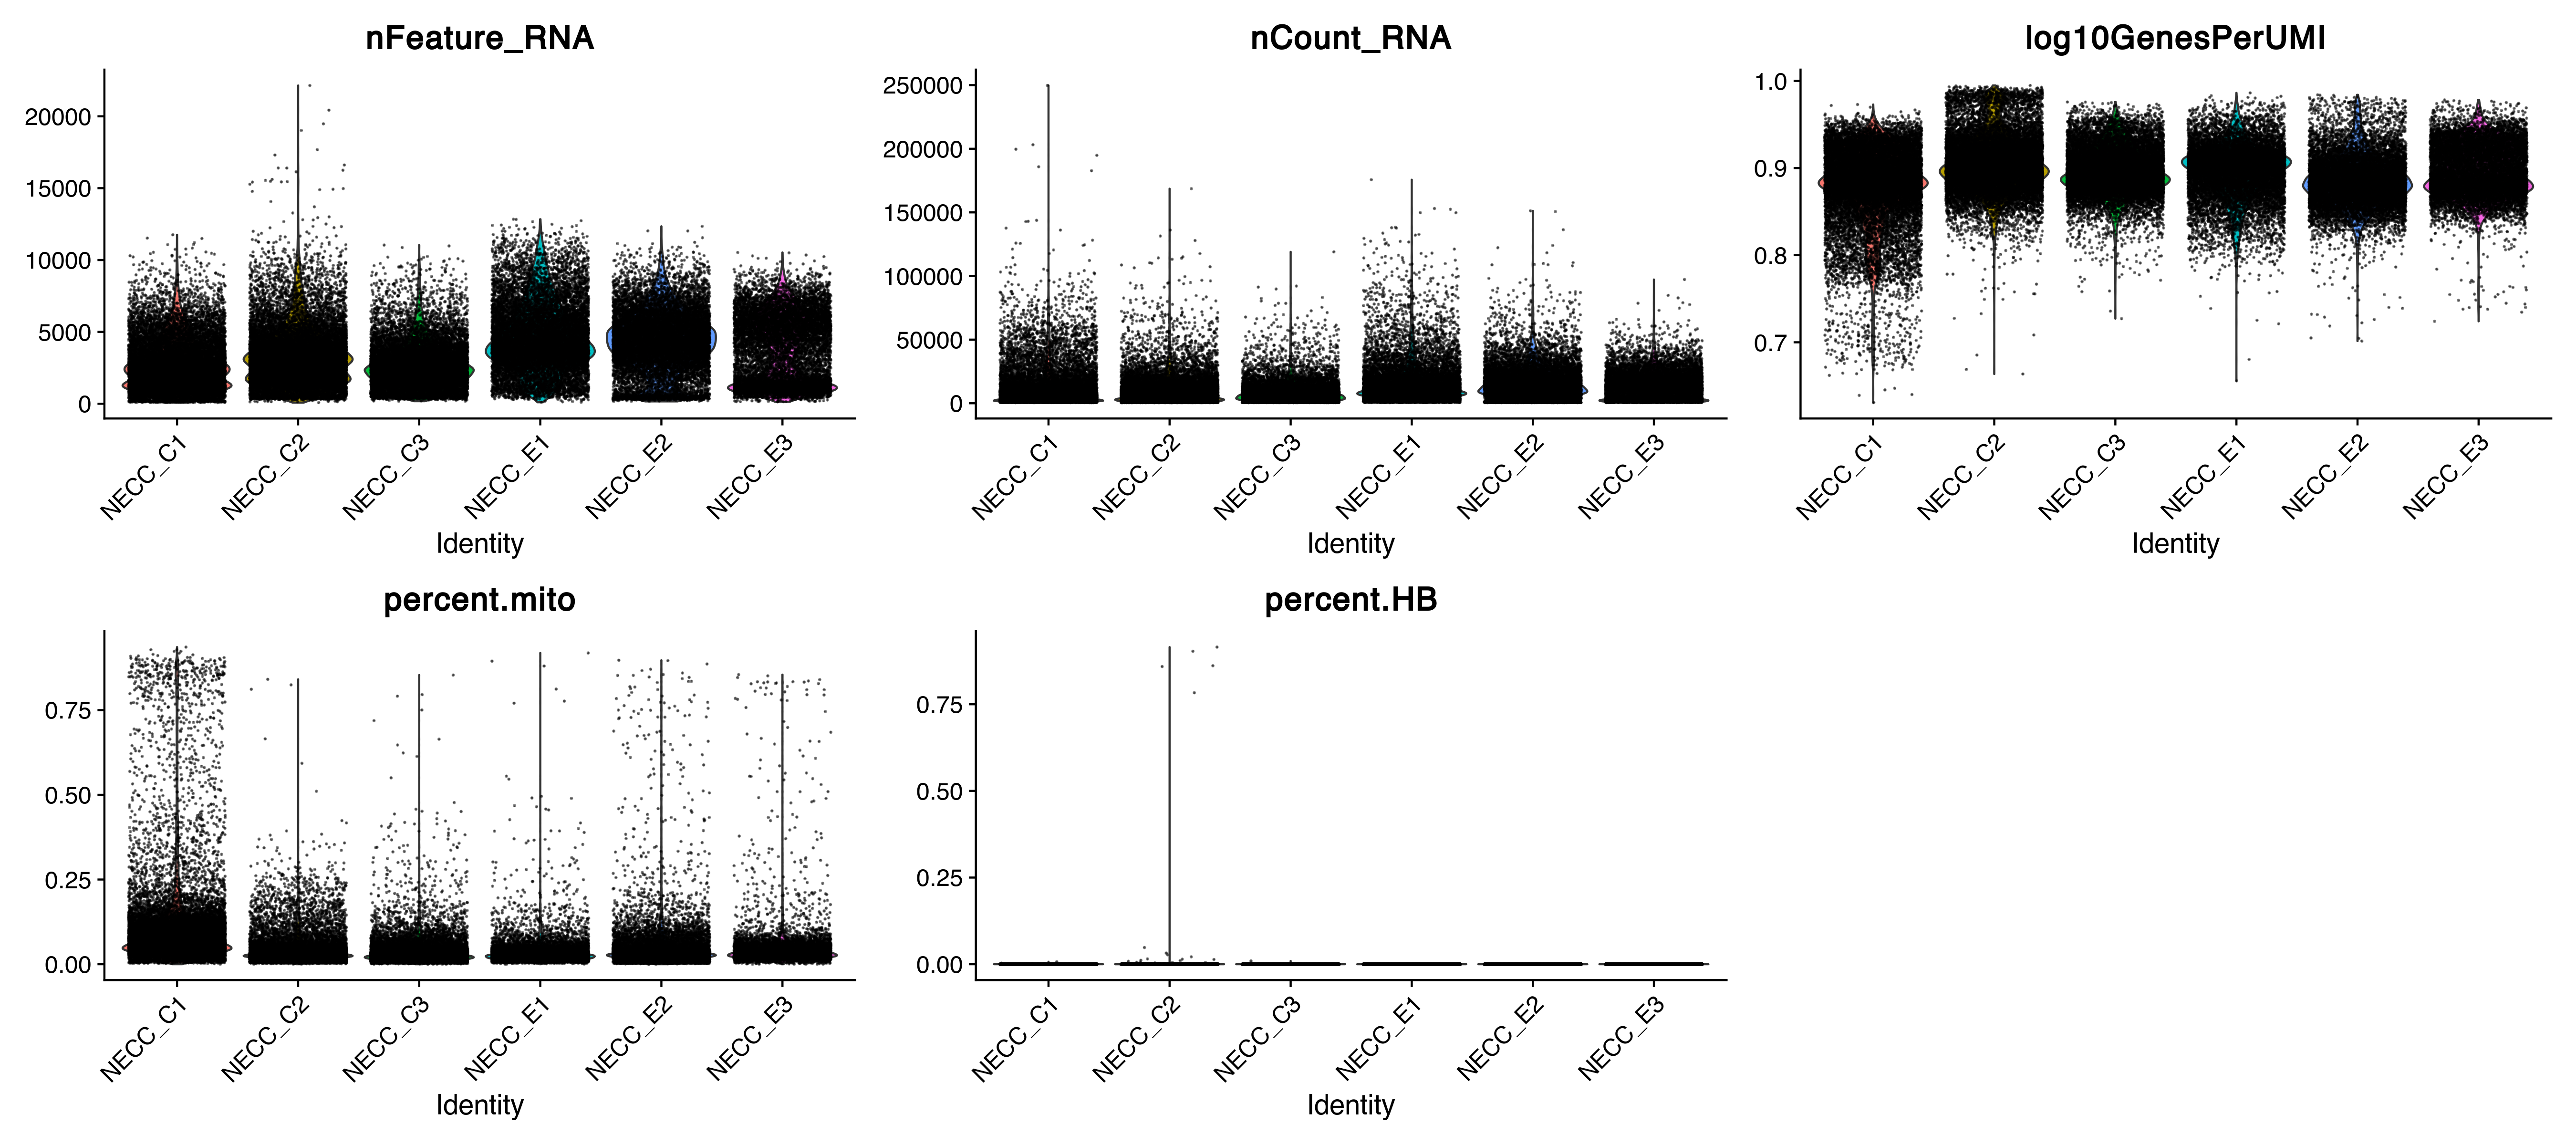 nFeature_RNA
20000
15000
10000
5000
0
NECC_C1
NECC_C2
NECC_C3
NECC_E1
NECC_E2
NECC_E3
Identity
nCount_RNA
250000
200000
150000
100000
50000
0
NECC_C1
NECC_C2
NECC_C3
NECC_E1
NECC_E2
NECC_E3
Identity
log10GenesPerUMI
1.0
0.9
0.8
0.7
NECC_C1
NECC_C2
NECC_C3
NECC_E1
NECC_E2
NECC_E3
Identity
percent.mito
0.75
0.50
0.25
0.00
NECC_C1
NECC_C2
NECC_C3
NECC_E1
NECC_E2
NECC_E3
Identity
percent.HB
0.75
0.50
0.25
0.00
NECC_C1
NECC_C2
NECC_C3
NECC_E1
NECC_E2
NECC_E3
Identity